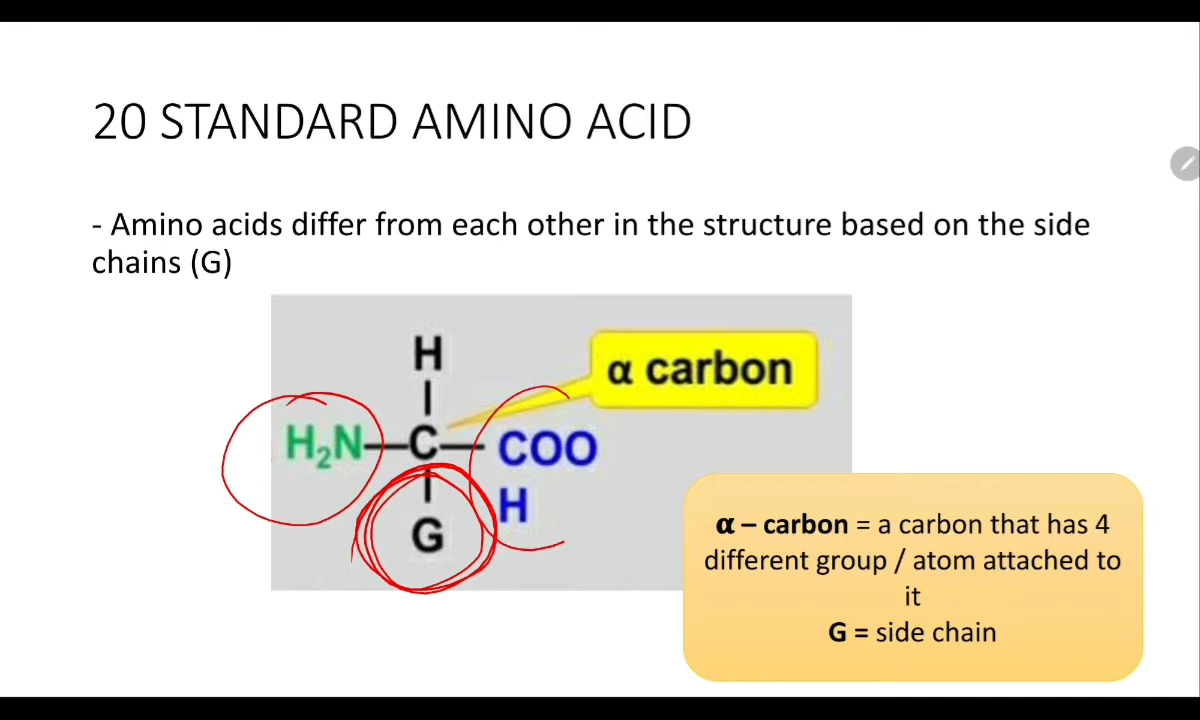 20 STANDARD AMINO ACID
- Amino acids differ from each other in the structure based on the side
chains (G)
H
α carbon
H₂N—C—COO
H
G
α – carbon = a carbon that has 4
different group / atom attached to
it
G = side chain